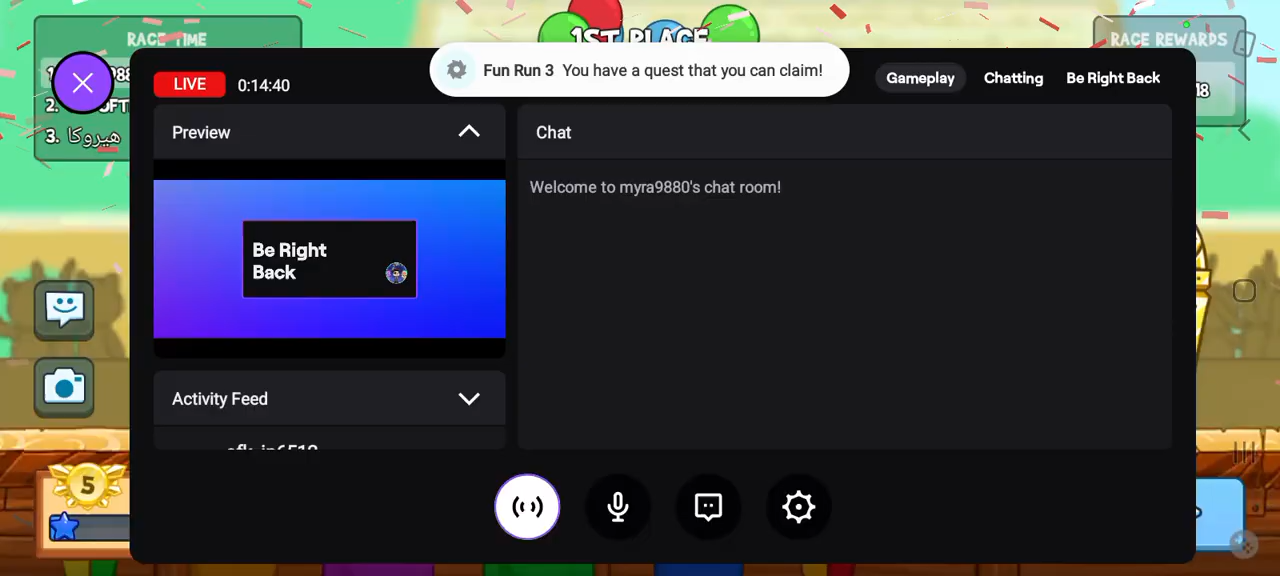 RACE TIME
1ST PLACE
RACE REWARDS
LIVE
0:14:40
Fun Run 3 You have a quest that you can claim!
Gameplay
Chatting
Be Right Back
2.
3. هيروكا
Preview
Chat
Welcome to myra9880's chat room!
Be Right
Back
Activity Feed
5